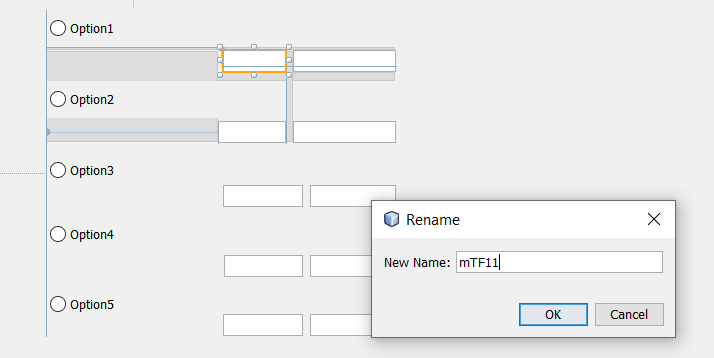 Option1
Option2
Option3
Option4
Option5
Rename
New Name: mTF11
OK Cancel